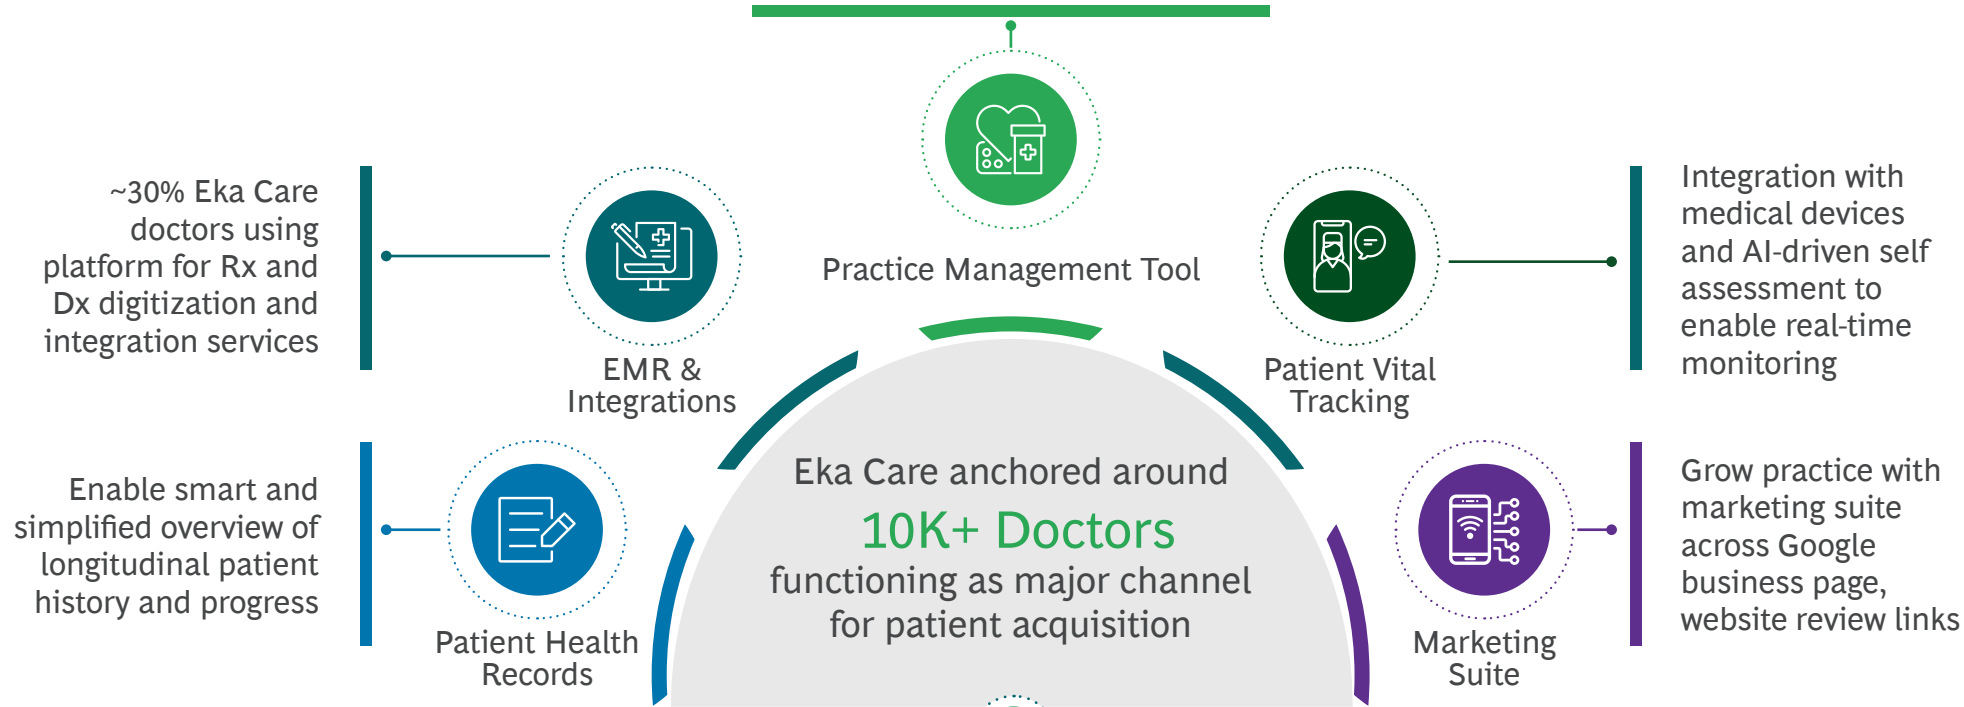 Practice Management Tool
~30% Eka Care
doctors using
platform for Rx and
Dx digitization and
integration services
EMR &
Integrations
Patient Vital
Tracking
Integration with
medical devices
and AI-driven self
assessment to
enable real-time
monitoring
Enable smart and
simplified overview of
longitudinal patient
history and progress
Patient Health
Records
Eka Care anchored around
10K+ Doctors
functioning as major channel
for patient acquisition
Marketing
Suite
Grow practice with
marketing suite
across Google
business page,
website review links